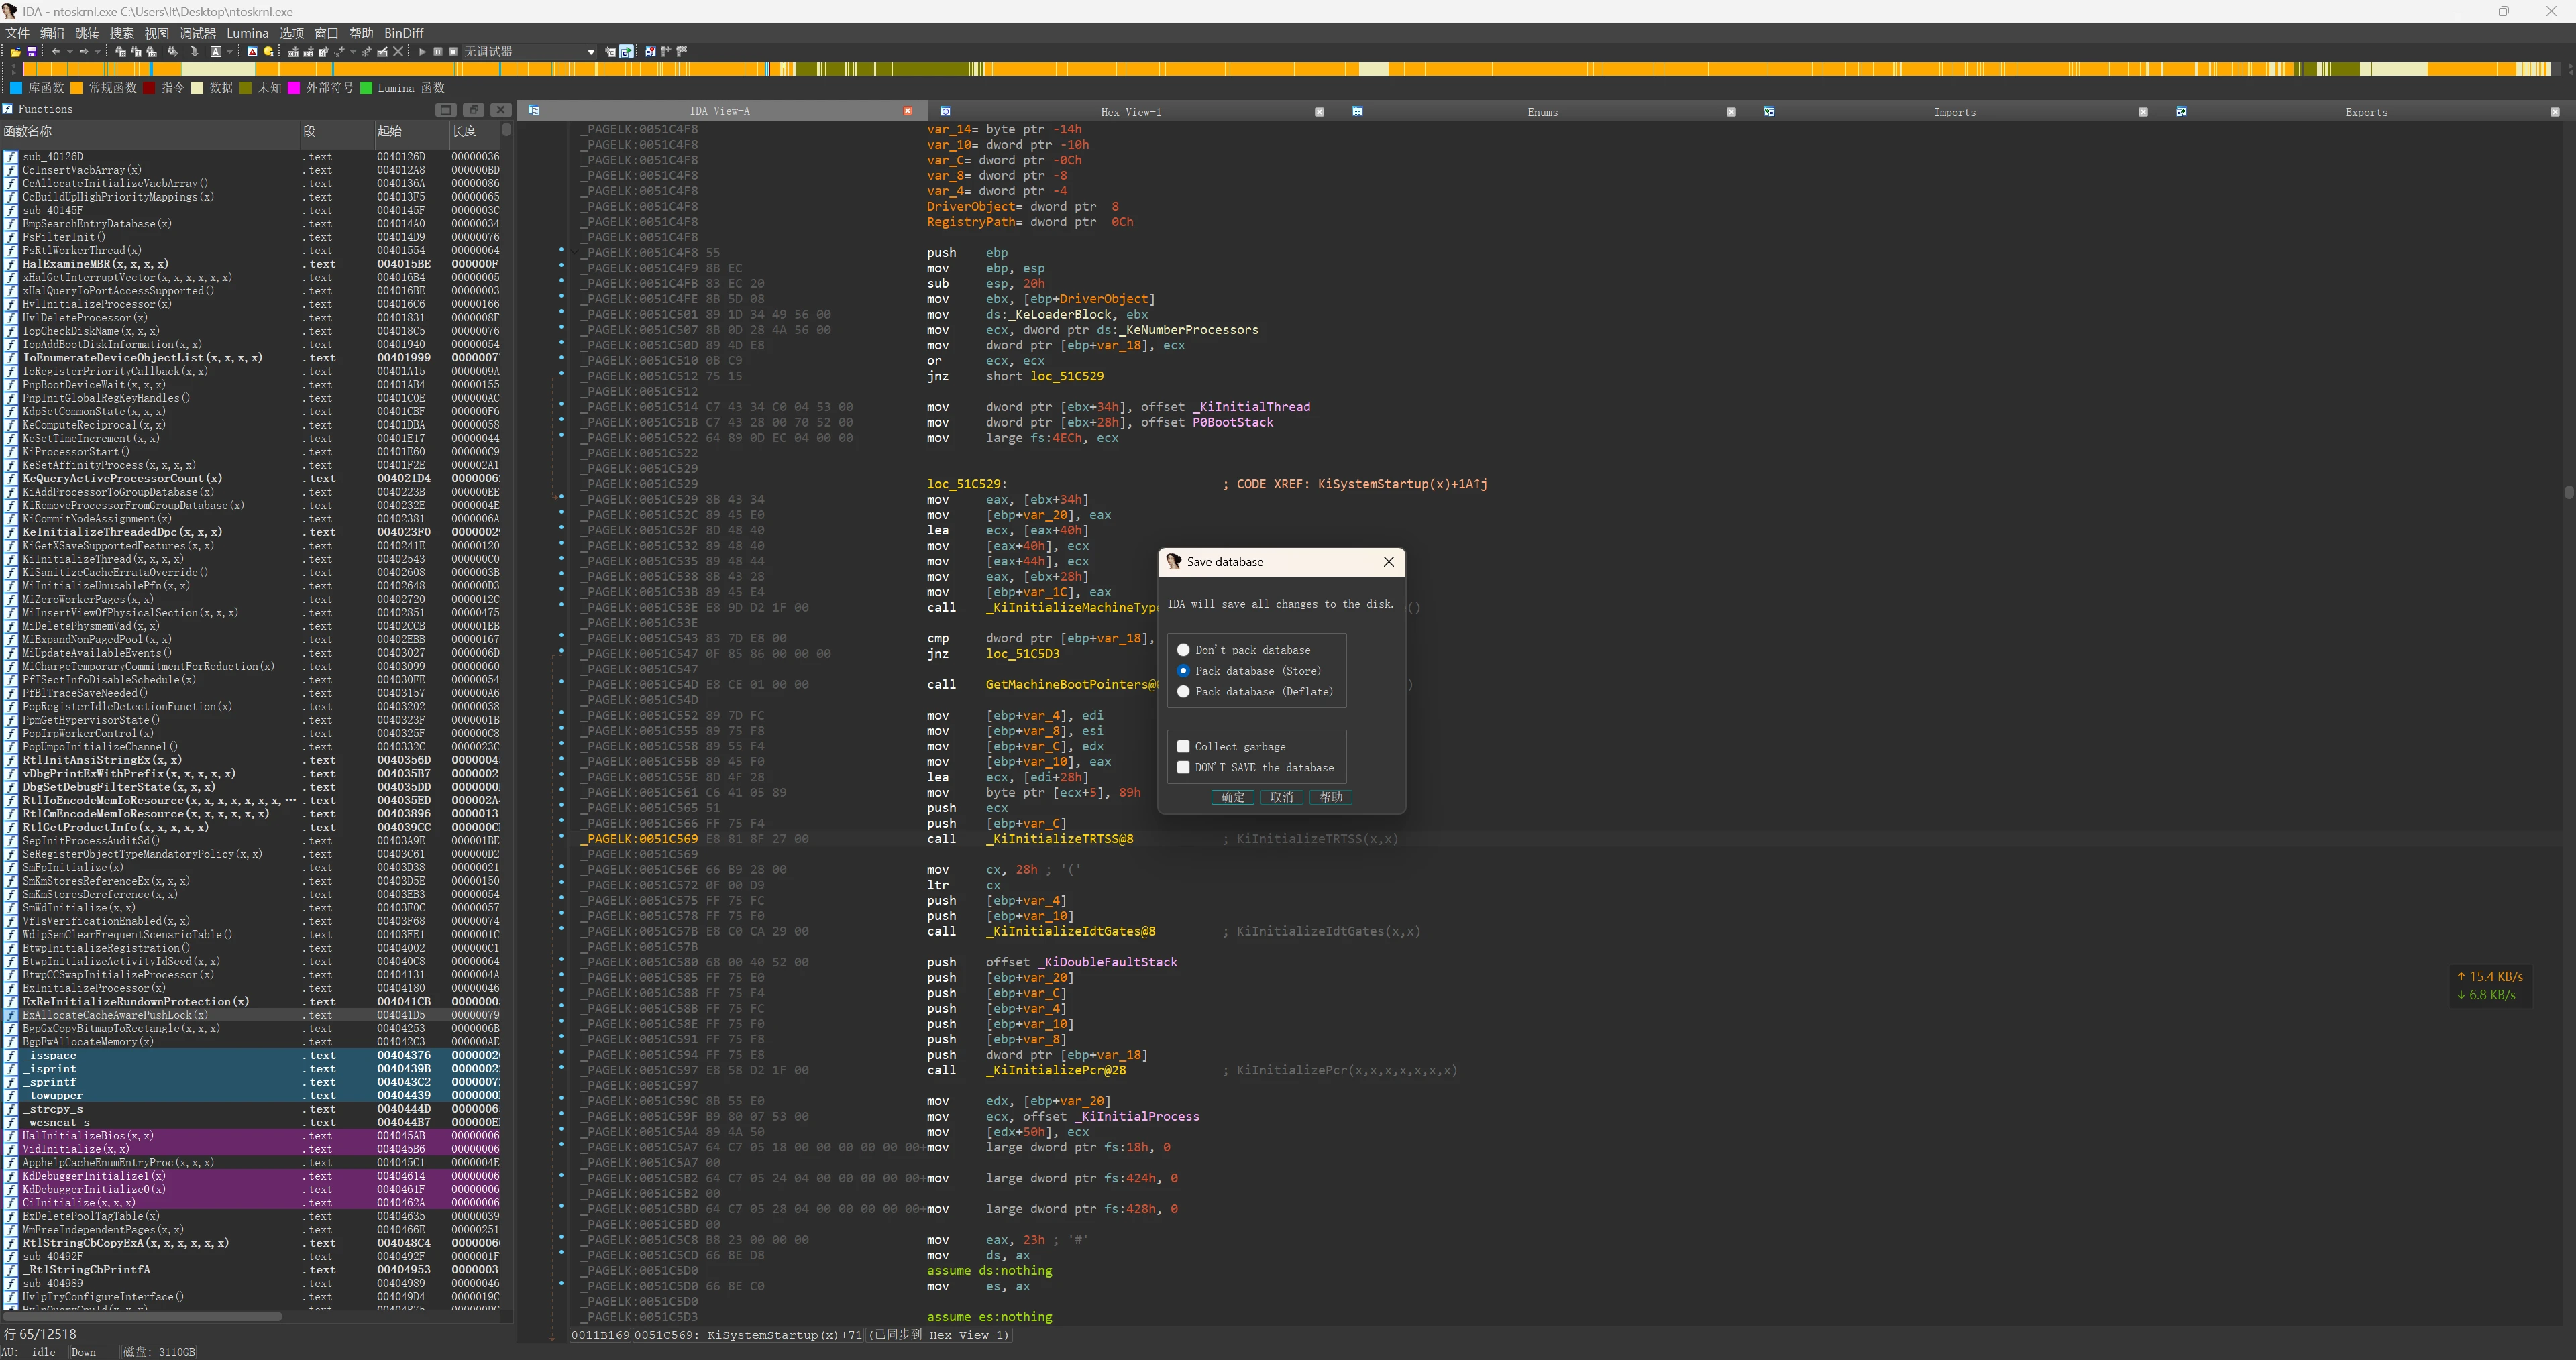 IDA - ntoskrnl.exe C:\Users\lt\Desktop\ntoskrnl.exe
文件 编辑 跳转 搜索 视图 调试器 Lumina 选项 窗口 帮助 BinDiff
无调试器
库函数 常规函数 指令 数据 未知 外部符号 Lumina 函数
Functions
函数名称 段 起始 长度
sub_40126D .text 0040126D 00000036
CcInsertVacbArray(x) .text 004012A8 000000BD
CcAllocateInitializeVacbArray() .text 0040136A 00000086
CcBuildUpHighPriorityMappings(x) .text 004013F5 00000065
sub_40145F .text 0040145F 0000003C
EmpSearchEntryDatabase(x) .text 004014A0 00000034
FsFilterInit() .text 004014D9 00000076
FsRtlWorkerThread(x) .text 00401554 00000064
HalExamineMBR(x,x,x,x) .text 004015BE 000000F
xHalGetInterruptVector(x,x,x,x,x,x) .text 004016B4 00000005
xHalQueryIoPortAccessSupported() .text 004016BE 00000003
HvlInitializeProcessor(x) .text 004016C6 00000166
HvlDeleteProcessor(x) .text 00401831 0000008F
IopCheckDiskName(x,x,x) .text 004018C5 00000076
IopAddBootDiskInformation(x,x) .text 00401940 00000054
IoEnumerateDeviceObjectList(x,x,x,x) .text 00401999 0000007
IoRegisterPriorityCallback(x,x) .text 00401A15 0000009A
PnpBootDeviceWait(x,x,x) .text 00401AB4 00000155
PnpInitGlobalRegKeyHandles() .text 00401C0E 000000AC
KdpSetCommonState(x,x,x) .text 00401CBF 000000F6
KeComputeReciprocal(x,x) .text 00401DBA 00000058
KeSetTimeIncrement(x,x) .text 00401E17 00000044
KiProcessorStart() .text 00401E60 000000C9
KeSetAffinityProcess(x,x,x) .text 00401F2E 000002A1
KeQueryActiveProcessorCount(x) .text 004021D4 0000006
KiAddProcessorToGroupDatabase(x) .text 0040223B 000000EE
KiRemoveProcessorFromGroupDatabase(x) .text 0040232E 0000004E
KiCommitNodeAssignment(x) .text 00402381 0000006A
KeInitializeThreadedDpc(x,x,x) .text 004023F0 0000002
KiGetXSaveSupportedFeatures(x,x) .text 0040241E 00000120
KiInitializeThread(x,x,x,x) .text 00402543 000000C0
KiSanitizeCacheErrataOverride() .text 00402608 0000003B
MiInitializeUnusablePfn(x,x) .text 00402648 000000D3
MiZeroWorkerPages(x,x) .text 00402720 0000012C
MiInsertViewOfPhysicalSection(x,x,x) .text 00402851 00000475
MiDeletePhysmemVad(x,x) .text 00402CCB 000001EB
MiExpandNonPagedPool(x,x) .text 00402EBB 00000167
MiUpdateAvailableEvents() .text 00403027 0000006D
MiChargeTemporaryCommitmentForReduction(x) .text 00403099 00000060
PfTSectInfoDisableSchedule(x) .text 004030FE 00000054
PfBlTraceSaveNeeded() .text 00403157 000000A6
PopRegisterIdleDetectionFunction(x) .text 00403202 00000038
PpmGetHypervisorState() .text 0040323F 0000001B
PopIrpWorkerControl(x) .text 0040325F 000000C8
PopUmpoInitializeChannel() .text 0040332C 0000023C
RtlInitAnsiStringEx(x,x) .text 0040356D 0000004
vDbgPrintExWithPrefix(x,x,x,x,x) .text 004035B7 0000002
DbgSetDebugFilterState(x,x,x) .text 004035DD 0000000
RtlIoEncodeMemIoResource(x,x,x,x,x,x,x,… .text 004035ED 000002A
RtlCmEncodeMemIoResource(x,x,x,x,x,x) .text 00403896 0000013
RtlGetProductInfo(x,x,x,x,x) .text 004039CC 000000C
SepInitProcessAuditSd() .text 00403A9E 000001BE
SeRegisterObjectTypeMandatoryPolicy(x,x) .text 00403C61 000000D2
SmFpInitialize(x) .text 00403D38 00000021
SmKmStoresReferenceEx(x,x,x) .text 00403D5E 00000150
SmKmStoresDereference(x,x) .text 00403EB3 00000054
SmWdInitialize(x,x) .text 00403F0C 00000057
VfIsVerificationEnabled(x,x) .text 00403F68 00000074
WdipSemClearFrequentScenarioTable() .text 00403FE1 0000001C
EtwpInitializeRegistration() .text 00404002 000000C1
EtwpInitializeActivityIdSeed(x,x) .text 004040C8 00000064
EtwpCCSwapInitializeProcessor(x) .text 00404131 0000004A
ExInitializeProcessor(x) .text 00404180 00000046
ExReInitializeRundownProtection(x) .text 004041CB 0000000
ExAllocateCacheAwarePushLock(x) .text 004041D5 00000079
BgpGxCopyBitmapToRectangle(x,x,x) .text 00404253 0000006B
BgpFwAllocateMemory(x) .text 004042C3 000000AE
_isspace .text 00404376 0000002
_isprint .text 0040439B 0000002
_sprintf .text 004043C2 0000007
_towupper .text 00404439 0000000
_strcpy_s .text 0040444D 0000006
_wcsncat_s .text 004044B7 000000E
HalInitializeBios(x,x) .text 004045AB 00000006
VidInitialize(x,x) .text 004045B6 00000006
ApphelpCacheEnumEntryProc(x,x,x) .text 004045C1 0000004E
KdDebuggerInitialize1(x) .text 00404614 00000006
KdDebuggerInitialize0(x) .text 0040461F 00000006
CiInitialize(x,x,x) .text 0040462A 00000006
ExDeletePoolTagTable(x) .text 00404635 00000039
MmFreeIndependentPages(x,x) .text 0040466E 00000251
RtlStringCbCopyExA(x,x,x,x,x,x) .text 004048C4 0000006
sub_40492F .text 0040492F 0000001F
_RtlStringCbPrintfA .text 00404953 0000003
sub_404989 .text 00404989 00000046
HvlpTryConfigureInterface() .text 004049D4 0000019C
行 65/12518
AU: idle Down 磁盘: 3110GB
IDA View-A Hex View-1 Enums Imports Exports
_PAGELK:0051C4F8 var_14= byte ptr -14h
_PAGELK:0051C4F8 var_10= dword ptr -10h
_PAGELK:0051C4F8 var_C= dword ptr -0Ch
_PAGELK:0051C4F8 var_8= dword ptr -8
_PAGELK:0051C4F8 var_4= dword ptr -4
_PAGELK:0051C4F8 DriverObject= dword ptr 8
_PAGELK:0051C4F8 RegistryPath= dword ptr 0Ch
_PAGELK:0051C4F8
_PAGELK:0051C4F8 55 push ebp
_PAGELK:0051C4F9 8B EC mov ebp, esp
_PAGELK:0051C4FB 83 EC 20 sub esp, 20h
_PAGELK:0051C4FE 8B 5D 08 mov ebx, [ebp+DriverObject]
_PAGELK:0051C501 89 1D 34 49 56 00 mov ds:_KeLoaderBlock, ebx
_PAGELK:0051C507 8B 0D 28 4A 56 00 mov ecx, dword ptr ds:_KeNumberProcessors
_PAGELK:0051C50D 89 4D E8 mov dword ptr [ebp+var_18], ecx
_PAGELK:0051C510 0B C9 or ecx, ecx
_PAGELK:0051C512 75 15 jnz short loc_51C529
_PAGELK:0051C512
_PAGELK:0051C514 C7 43 34 C0 04 53 00 mov dword ptr [ebx+34h], offset _KiInitialThread
_PAGELK:0051C51B C7 43 28 00 70 52 00 mov dword ptr [ebx+28h], offset P0BootStack
_PAGELK:0051C522 64 89 0D EC 04 00 00 mov large fs:4ECh, ecx
_PAGELK:0051C522
_PAGELK:0051C529
_PAGELK:0051C529 loc_51C529: ; CODE XREF: KiSystemStartup(x)+1A↑j
_PAGELK:0051C529 8B 43 34 mov eax, [ebx+34h]
_PAGELK:0051C52C 89 45 E0 mov [ebp+var_20], eax
_PAGELK:0051C52F 8D 48 40 lea ecx, [eax+40h]
_PAGELK:0051C532 89 48 40 mov [eax+40h], ecx
_PAGELK:0051C535 89 48 44 mov [eax+44h], ecx
_PAGELK:0051C538 8B 43 28 mov eax, [ebx+28h]
_PAGELK:0051C53B 89 45 E4 mov [ebp+var_1C], eax
_PAGELK:0051C53E E8 9D D2 1F 00 call _KiInitializeMachineType ()
_PAGELK:0051C53E
_PAGELK:0051C543 83 7D E8 00 cmp dword ptr [ebp+var_18],
_PAGELK:0051C547 0F 85 86 00 00 00 jnz loc_51C5D3
_PAGELK:0051C547
_PAGELK:0051C54D E8 CE 01 00 00 call GetMachineBootPointers@ )
_PAGELK:0051C54D
_PAGELK:0051C552 89 7D FC mov [ebp+var_4], edi
_PAGELK:0051C555 89 75 F8 mov [ebp+var_8], esi
_PAGELK:0051C558 89 55 F4 mov [ebp+var_C], edx
_PAGELK:0051C55B 89 45 F0 mov [ebp+var_10], eax
_PAGELK:0051C55E 8D 4F 28 lea ecx, [edi+28h]
_PAGELK:0051C561 C6 41 05 89 mov byte ptr [ecx+5], 89h
_PAGELK:0051C565 51 push ecx
_PAGELK:0051C566 FF 75 F4 push [ebp+var_C]
_PAGELK:0051C569 E8 81 8F 27 00 call _KiInitializeTRTSS@8 ; KiInitializeTRTSS(x,x)
_PAGELK:0051C569
_PAGELK:0051C56E 66 B9 28 00 mov cx, 28h ; '('
_PAGELK:0051C572 0F 00 D9 ltr cx
_PAGELK:0051C575 FF 75 FC push [ebp+var_4]
_PAGELK:0051C578 FF 75 F0 push [ebp+var_10]
_PAGELK:0051C57B E8 C0 CA 29 00 call _KiInitializeIdtGates@8 ; KiInitializeIdtGates(x,x)
_PAGELK:0051C57B
_PAGELK:0051C580 68 00 40 52 00 push offset _KiDoubleFaultStack
_PAGELK:0051C585 FF 75 E0 push [ebp+var_20]
_PAGELK:0051C588 FF 75 F4 push [ebp+var_C]
_PAGELK:0051C58B FF 75 FC push [ebp+var_4]
_PAGELK:0051C58E FF 75 F0 push [ebp+var_10]
_PAGELK:0051C591 FF 75 F8 push [ebp+var_8]
_PAGELK:0051C594 FF 75 E8 push dword ptr [ebp+var_18]
_PAGELK:0051C597 E8 58 D2 1F 00 call _KiInitializePcr@28 ; KiInitializePcr(x,x,x,x,x,x,x)
_PAGELK:0051C597
_PAGELK:0051C59C 8B 55 E0 mov edx, [ebp+var_20]
_PAGELK:0051C59F B9 80 07 53 00 mov ecx, offset _KiInitialProcess
_PAGELK:0051C5A4 89 4A 50 mov [edx+50h], ecx
_PAGELK:0051C5A7 64 C7 05 18 00 00 00 00 00 00+mov large dword ptr fs:18h, 0
_PAGELK:0051C5A7 00
_PAGELK:0051C5B2 64 C7 05 24 04 00 00 00 00 00+mov large dword ptr fs:424h, 0
_PAGELK:0051C5B2 00
_PAGELK:0051C5BD 64 C7 05 28 04 00 00 00 00 00+mov large dword ptr fs:428h, 0
_PAGELK:0051C5BD 00
_PAGELK:0051C5C8 B8 23 00 00 00 mov eax, 23h ; '#'
_PAGELK:0051C5CD 66 8E D8 mov ds, ax
_PAGELK:0051C5D0 assume ds:nothing
_PAGELK:0051C5D0 66 8E C0 mov es, ax
_PAGELK:0051C5D0
_PAGELK:0051C5D3 assume es:nothing
0011B169 0051C569: KiSystemStartup(x)+71 (已同步到 Hex View-1)
Save database
IDA will save all changes to the disk.
Don't pack database
Pack database (Store)
Pack database (Deflate)
Collect garbage
DON'T SAVE the database
确定 取消 帮助
↑ 15.4 KB/s
↓ 6.8 KB/s